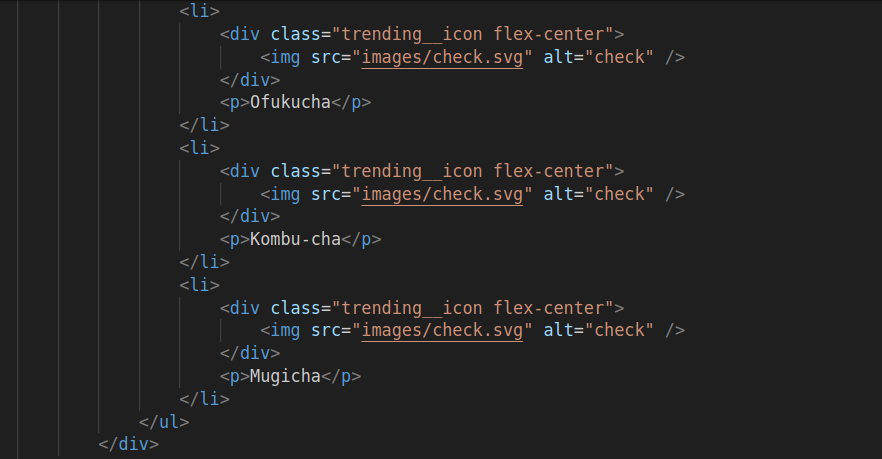 <li>
<div class="trending__icon flex-center">
<img src="images/check.svg" alt="check" />
</div>
<p>Ofukucha</p>
</li>
<li>
<div class="trending__icon flex-center">
<img src="images/check.svg" alt="check" />
</div>
<p>Kombu-cha</p>
</li>
<li>
<div class="trending__icon flex-center">
<img src="images/check.svg" alt="check" />
</div>
<p>Mugicha</p>
</li>
</ul>
</div>